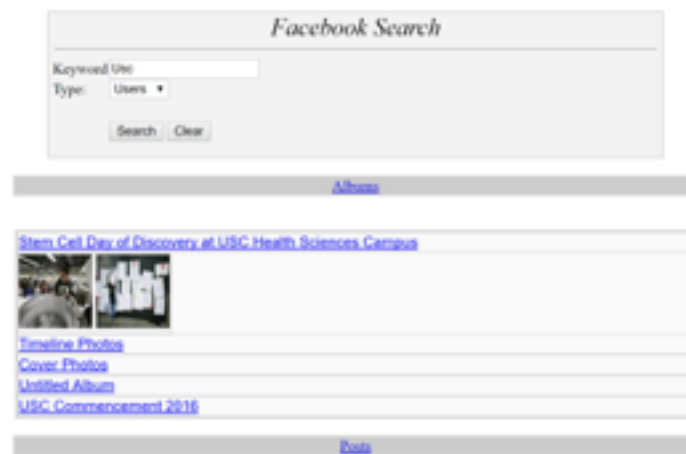 Facebook Search
Keyword Usc
Type: Users
Search Clear
Albums
Stem Cell Day of Discovery at USC Health Sciences Campus
Timeline Photos
Cover Photos
Untitled Album
USC Commencement 2016
Posts